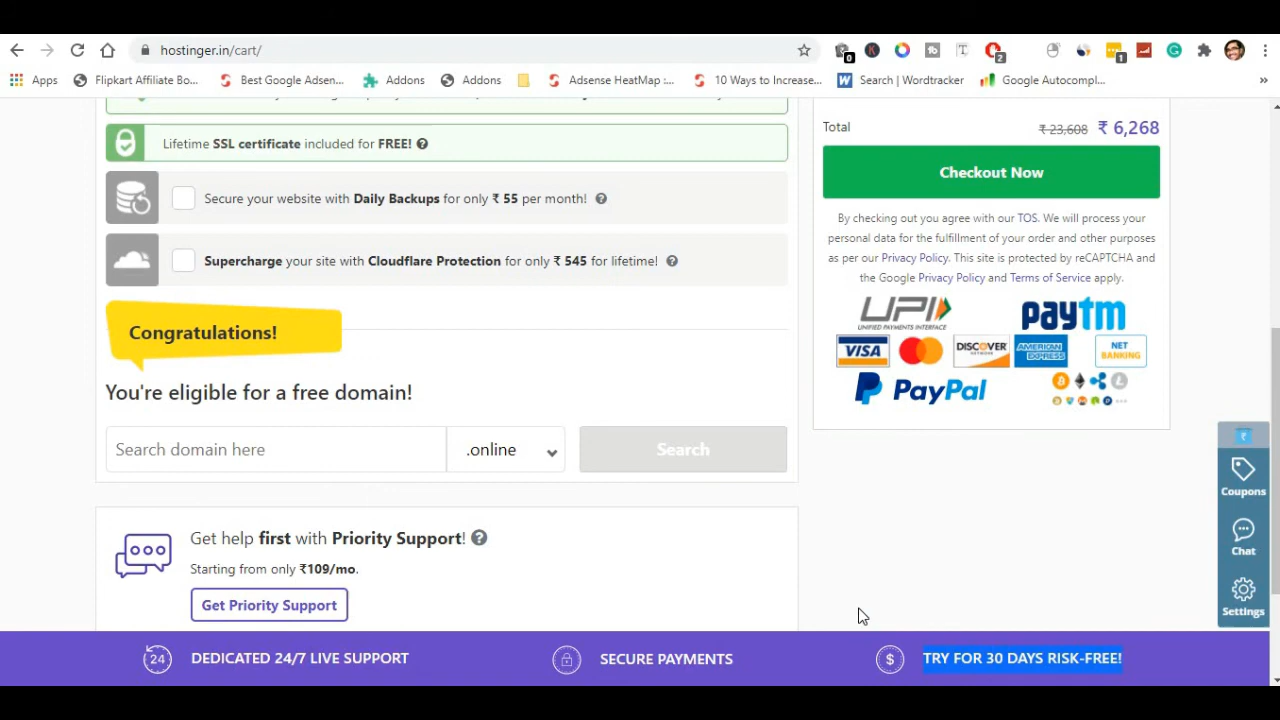 hostinger.in/cart/
0
2
1
Apps
Flipkart Affiliate Bo...
Best Google Adsen...
Addons
Addons
Adsense HeatMap :...
10 Ways to Increase...
W
Search | Wordtracker
Google Autocompl...
»
Lifetime SSL certificate included for FREE!
Secure your website with Daily Backups for only ₹ 55 per month!
Supercharge your site with Cloudflare Protection for only ₹ 545 for lifetime!
Congratulations!
You're eligible for a free domain!
Search domain here
.online
Search
Get help first with Priority Support!
Starting from only ₹109/mo.
Get Priority Support
Total ₹ 23,608 ₹ 6,268
Checkout Now
By checking out you agree with our TOS. We will process your
personal data for the fulfillment of your order and other purposes
as per our Privacy Policy. This site is protected by reCAPTCHA and
the Google Privacy Policy and Terms of Service apply.
UPI
UNIFIED PAYMENTS INTERFACE
paytm
VISA
DISCOVER
AMERICAN EXPRESS
NET
BANKING
PayPal
₹
Coupons
Chat
Settings
24
DEDICATED 24/7 LIVE SUPPORT
SECURE PAYMENTS
$
TRY FOR 30 DAYS RISK-FREE!